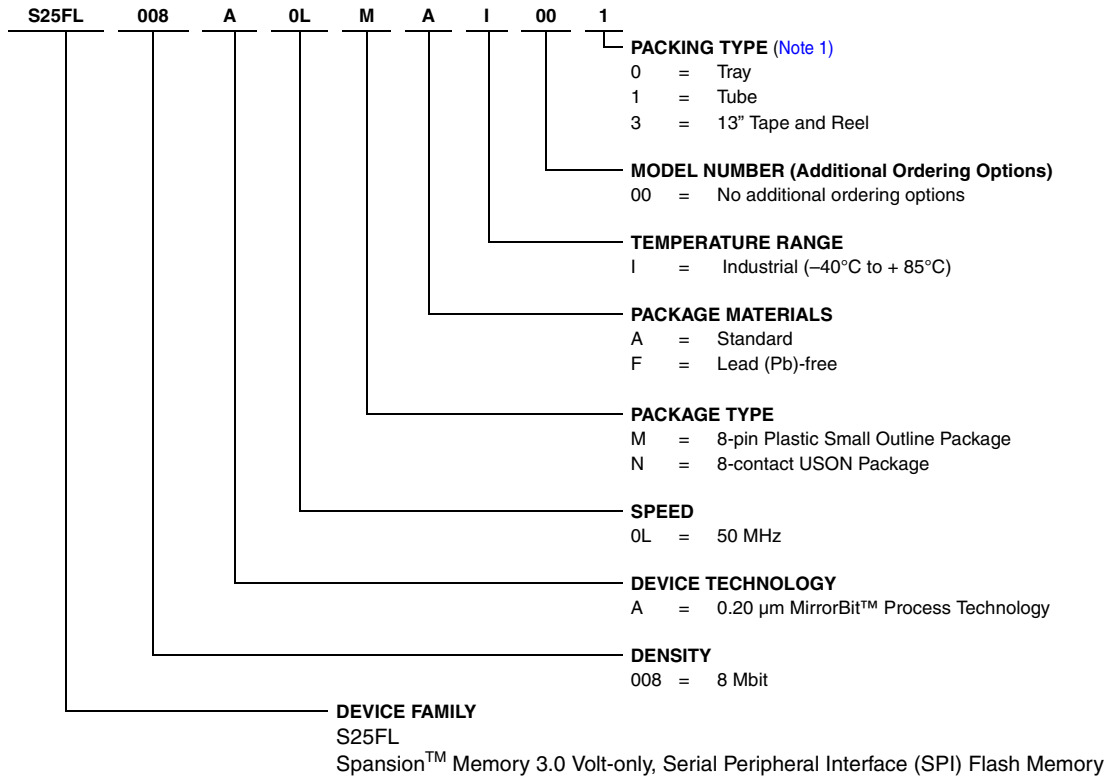 S25FL 008 A 0L M A I 00 1
PACKING TYPE (Note 1)
0 = Tray
1 = Tube
3 = 13” Tape and Reel
MODEL NUMBER (Additional Ordering Options)
00 = No additional ordering options
TEMPERATURE RANGE
I = Industrial (–40°C to + 85°C)
PACKAGE MATERIALS
A = Standard
F = Lead (Pb)-free
PACKAGE TYPE
M = 8-pin Plastic Small Outline Package
N = 8-contact USON Package
SPEED
0L = 50 MHz
DEVICE TECHNOLOGY
A = 0.20 µm MirrorBit™ Process Technology
DENSITY
008 = 8 Mbit
DEVICE FAMILY
S25FL
Spansion™ Memory 3.0 Volt-only, Serial Peripheral Interface (SPI) Flash Memory